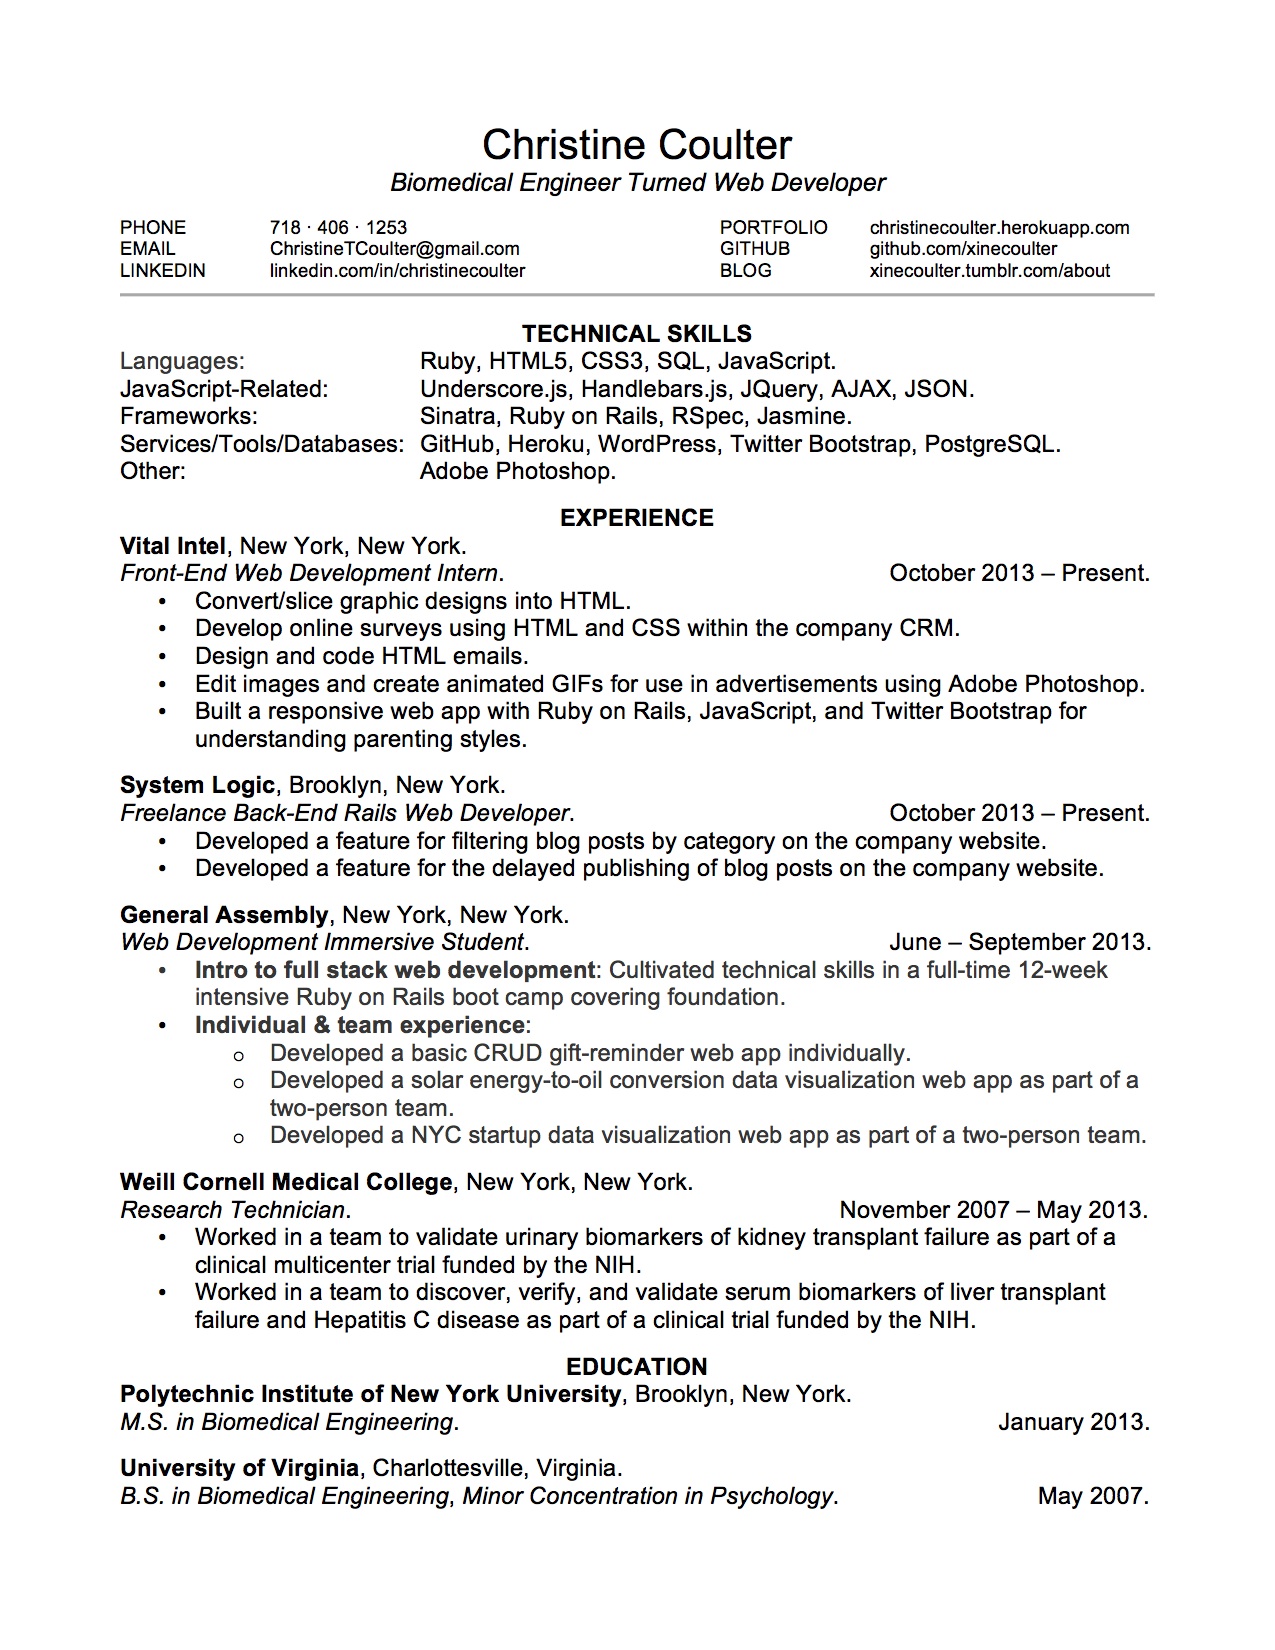 Christine Coulter
Biomedical Engineer Turned Web Developer
PHONE 718 · 406 · 1253 PORTFOLIO christinecoulter.herokuapp.com
EMAIL ChristineTCoulter@gmail.com GITHUB github.com/xinecoulter
LINKEDIN linkedin.com/in/christinecoulter BLOG xinecoulter.tumblr.com/about
TECHNICAL SKILLS
Languages: Ruby, HTML5, CSS3, SQL, JavaScript.
JavaScript-Related: Underscore.js, Handlebars.js, JQuery, AJAX, JSON.
Frameworks: Sinatra, Ruby on Rails, RSpec, Jasmine.
Services/Tools/Databases: GitHub, Heroku, WordPress, Twitter Bootstrap, PostgreSQL.
Other: Adobe Photoshop.
EXPERIENCE
Vital Intel, New York, New York.
Front-End Web Development Intern. October 2013 – Present.
• Convert/slice graphic designs into HTML.
• Develop online surveys using HTML and CSS within the company CRM.
• Design and code HTML emails.
• Edit images and create animated GIFs for use in advertisements using Adobe Photoshop.
• Built a responsive web app with Ruby on Rails, JavaScript, and Twitter Bootstrap for
understanding parenting styles.
System Logic, Brooklyn, New York.
Freelance Back-End Rails Web Developer. October 2013 – Present.
• Developed a feature for filtering blog posts by category on the company website.
• Developed a feature for the delayed publishing of blog posts on the company website.
General Assembly, New York, New York.
Web Development Immersive Student. June – September 2013.
• Intro to full stack web development: Cultivated technical skills in a full-time 12-week
intensive Ruby on Rails boot camp covering foundation.
• Individual & team experience:
o Developed a basic CRUD gift-reminder web app individually.
o Developed a solar energy-to-oil conversion data visualization web app as part of a
two-person team.
o Developed a NYC startup data visualization web app as part of a two-person team.
Weill Cornell Medical College, New York, New York.
Research Technician. November 2007 – May 2013.
• Worked in a team to validate urinary biomarkers of kidney transplant failure as part of a
clinical multicenter trial funded by the NIH.
• Worked in a team to discover, verify, and validate serum biomarkers of liver transplant
failure and Hepatitis C disease as part of a clinical trial funded by the NIH.
EDUCATION
Polytechnic Institute of New York University, Brooklyn, New York.
M.S. in Biomedical Engineering. January 2013.
University of Virginia, Charlottesville, Virginia.
B.S. in Biomedical Engineering, Minor Concentration in Psychology. May 2007.